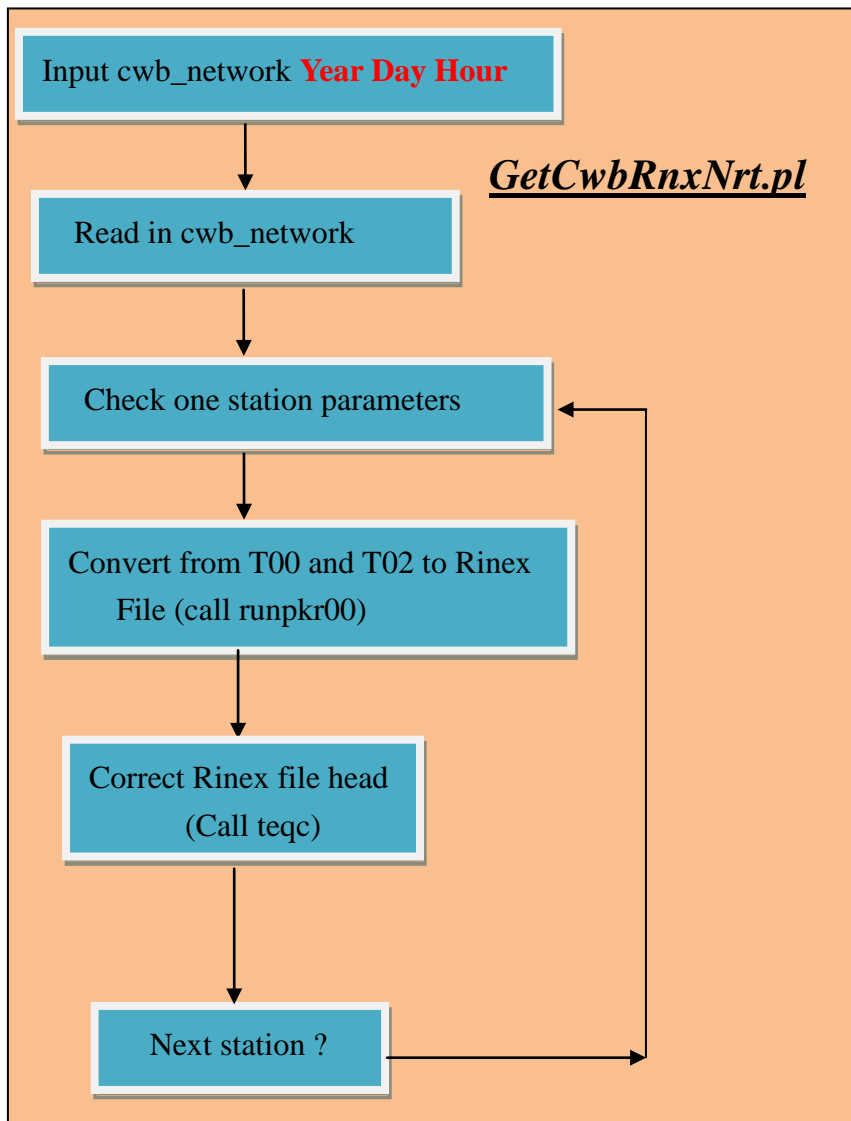 Input cwb_network Year Day Hour
GetCwbRnxNrt.pl
Read in cwb_network
Check one station parameters
Convert from T00 and T02 to Rinex
File (call runpkr00)
Correct Rinex file head
(Call teqc)
Next station ?